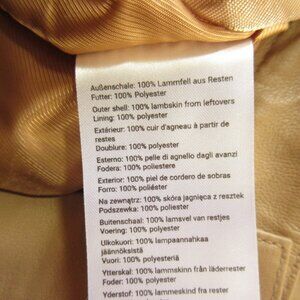 Außenschale: 100% Lammfell aus Resten
Futter: 100% Polyester
Outer shell: 100% lambskin from leftovers
Lining: 100% polyester
Extérieur: 100% cuir d'agneau à partir de
restes
Doublure: 100% polyester
Esterno: 100% pelle di agnello dagli avanzi
Fodera: 100% poliestere
Exterior: 100% piel de cordero de sobras
Forro: 100% poliéster
Na zewnątrz: 100% skóra jagnięca z resztek
Podszewka: 100% poliester
Buitenschaal: 100% lamsvel van restjes
Voering: 100% polyester
Ulkokuori: 100% lampaannahkaa
jäännöksistä
Vuori: 100% polyesteriä
Ytterskal: 100% lammskinn från läderrester
Foder: 100% polyester
Yderstof: 100% lammeskind fra rester